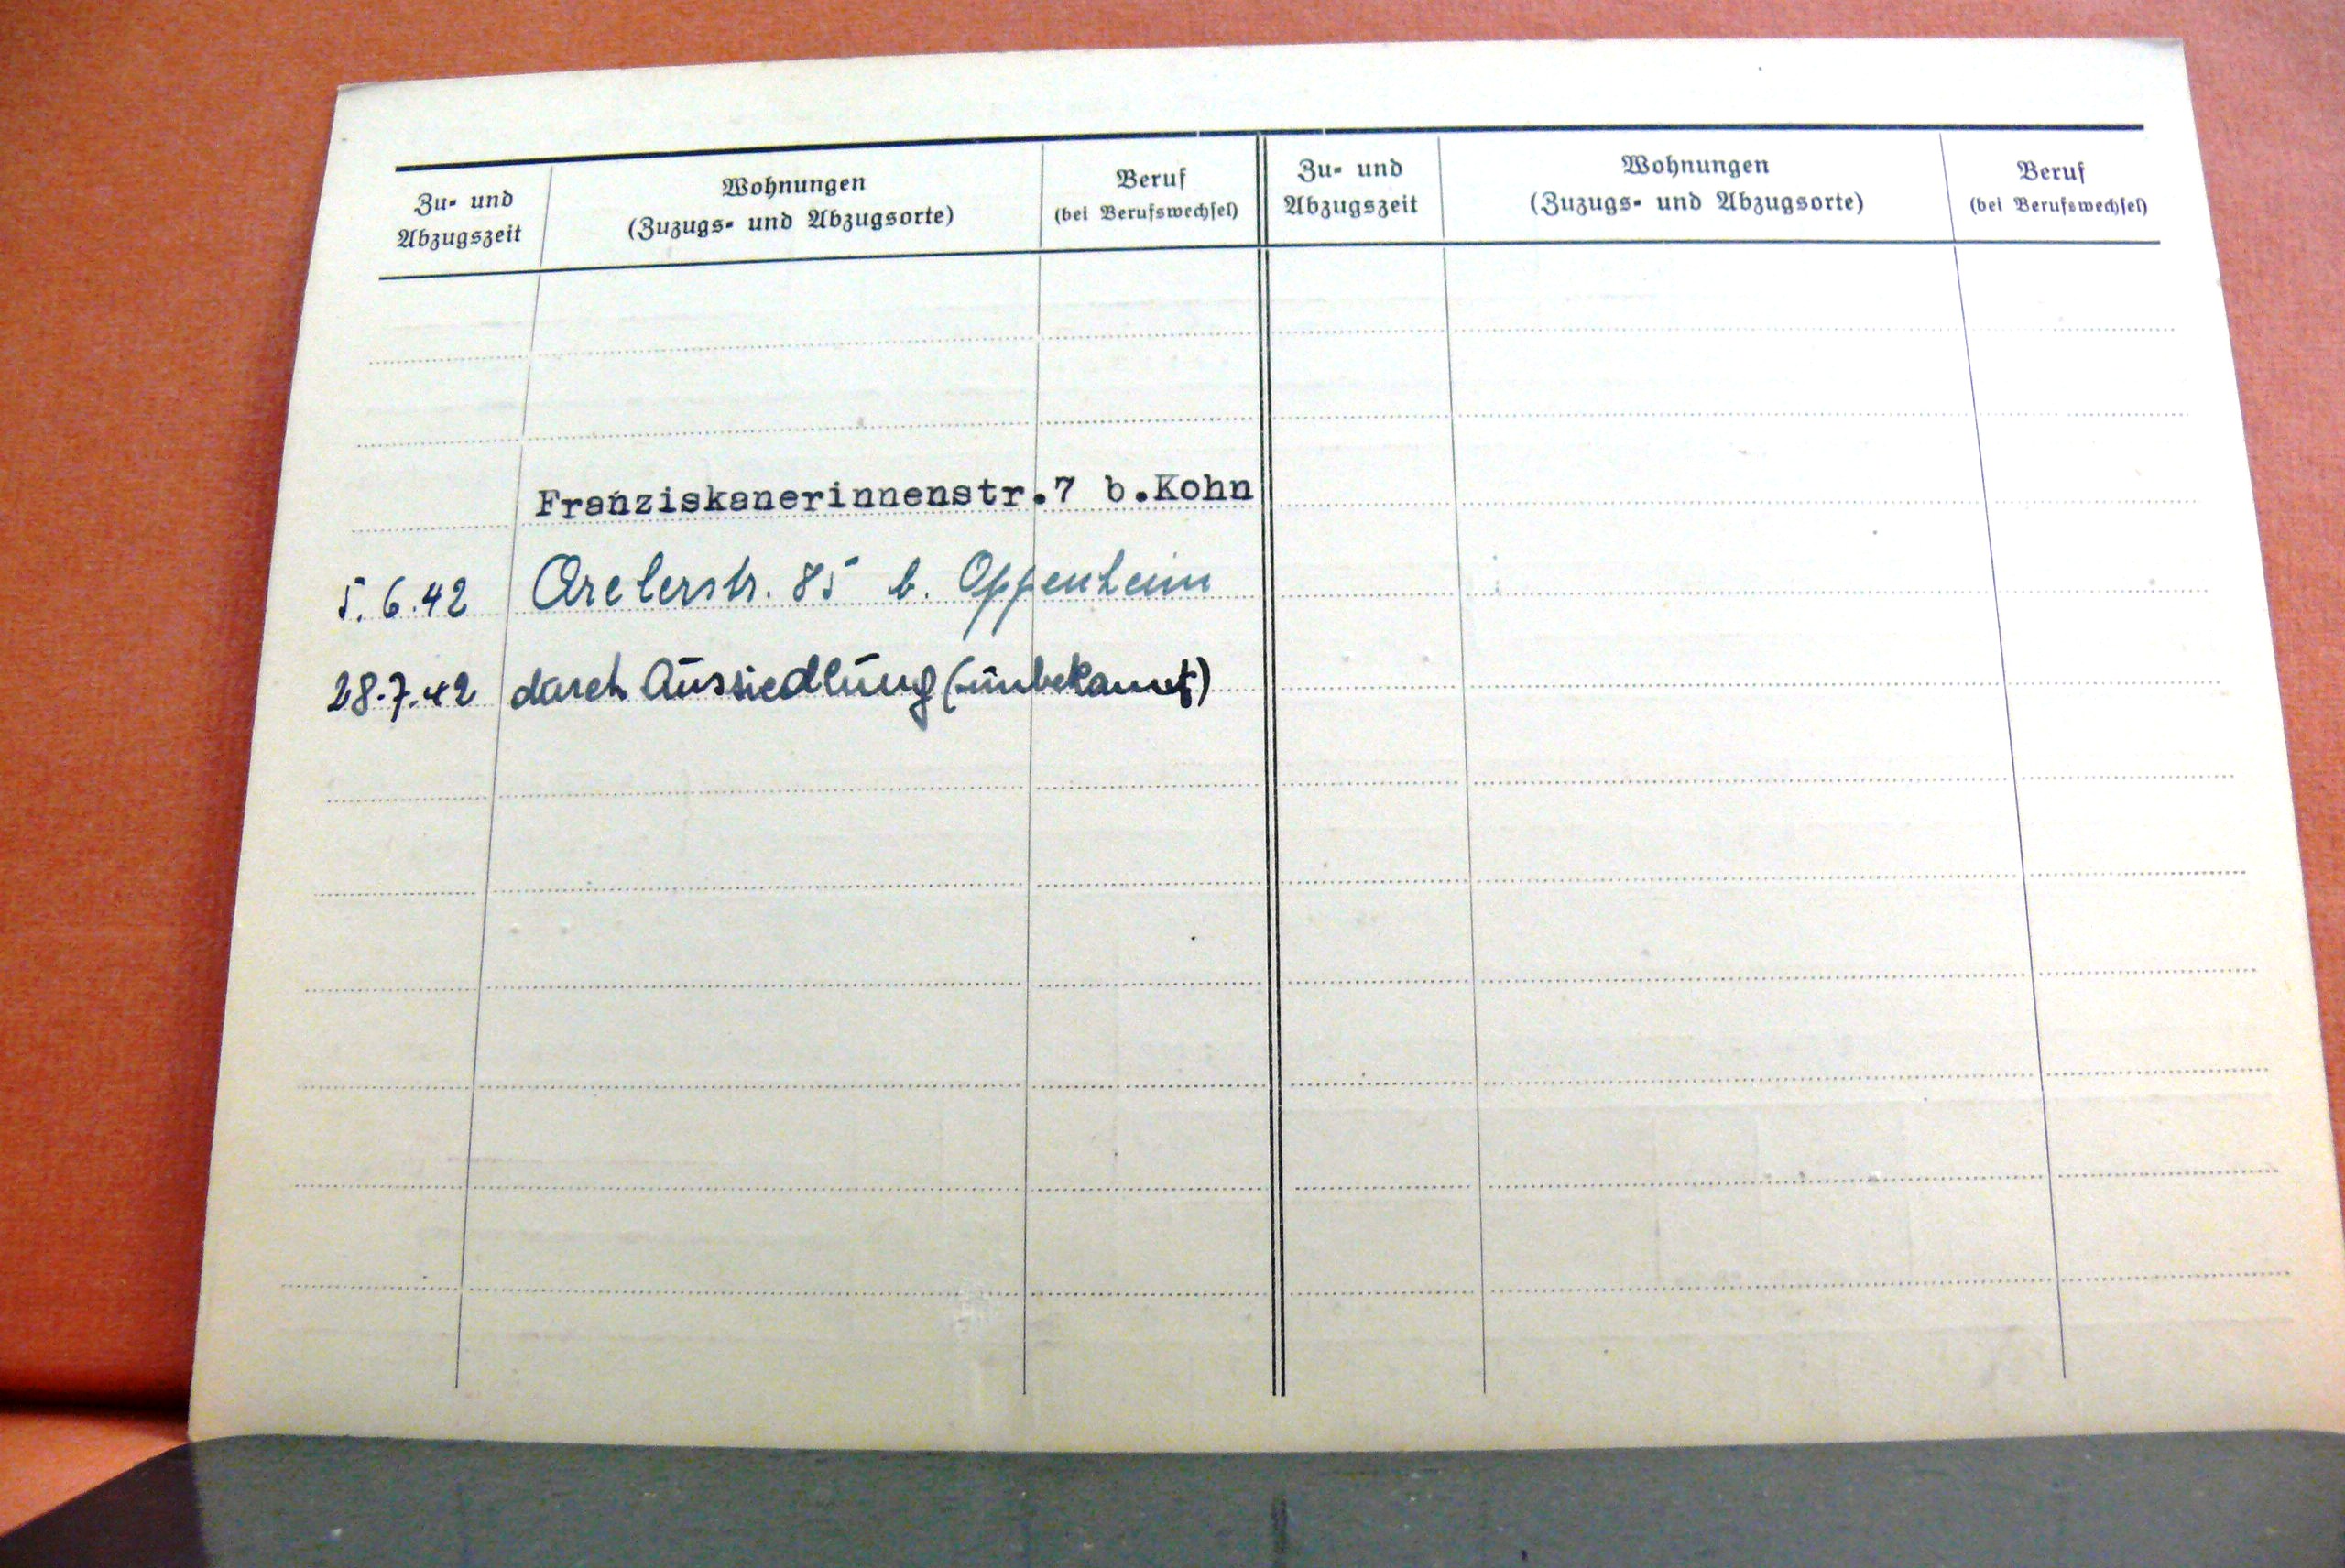 Zu- und Abzugszeit
Wohnungen
(Zuzugs- und Abzugsorte)
Beruf
(bei Berufswechsel)
Zu- und Abzugszeit
Wohnungen
(Zuzugs- und Abzugsorte)
Beruf
(bei Berufswechsel)
Franziskanerinnenstr.7 b.Kohn
5.6.42 Arelerstr. 85 b. Oppenheim
28.7.42 durch Aussiedlung (unbekannt)